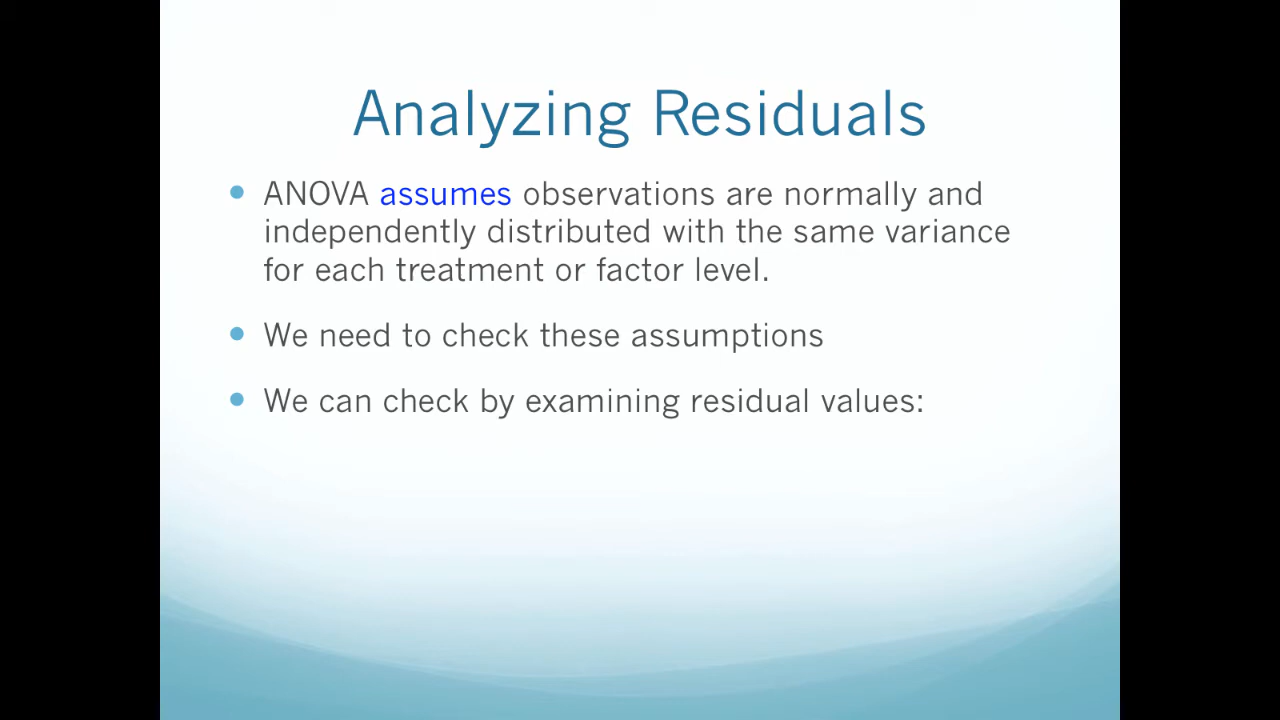 Analyzing Residuals
ANOVA assumes observations are normally and
independently distributed with the same variance
for each treatment or factor level.
We need to check these assumptions
We can check by examining residual values: